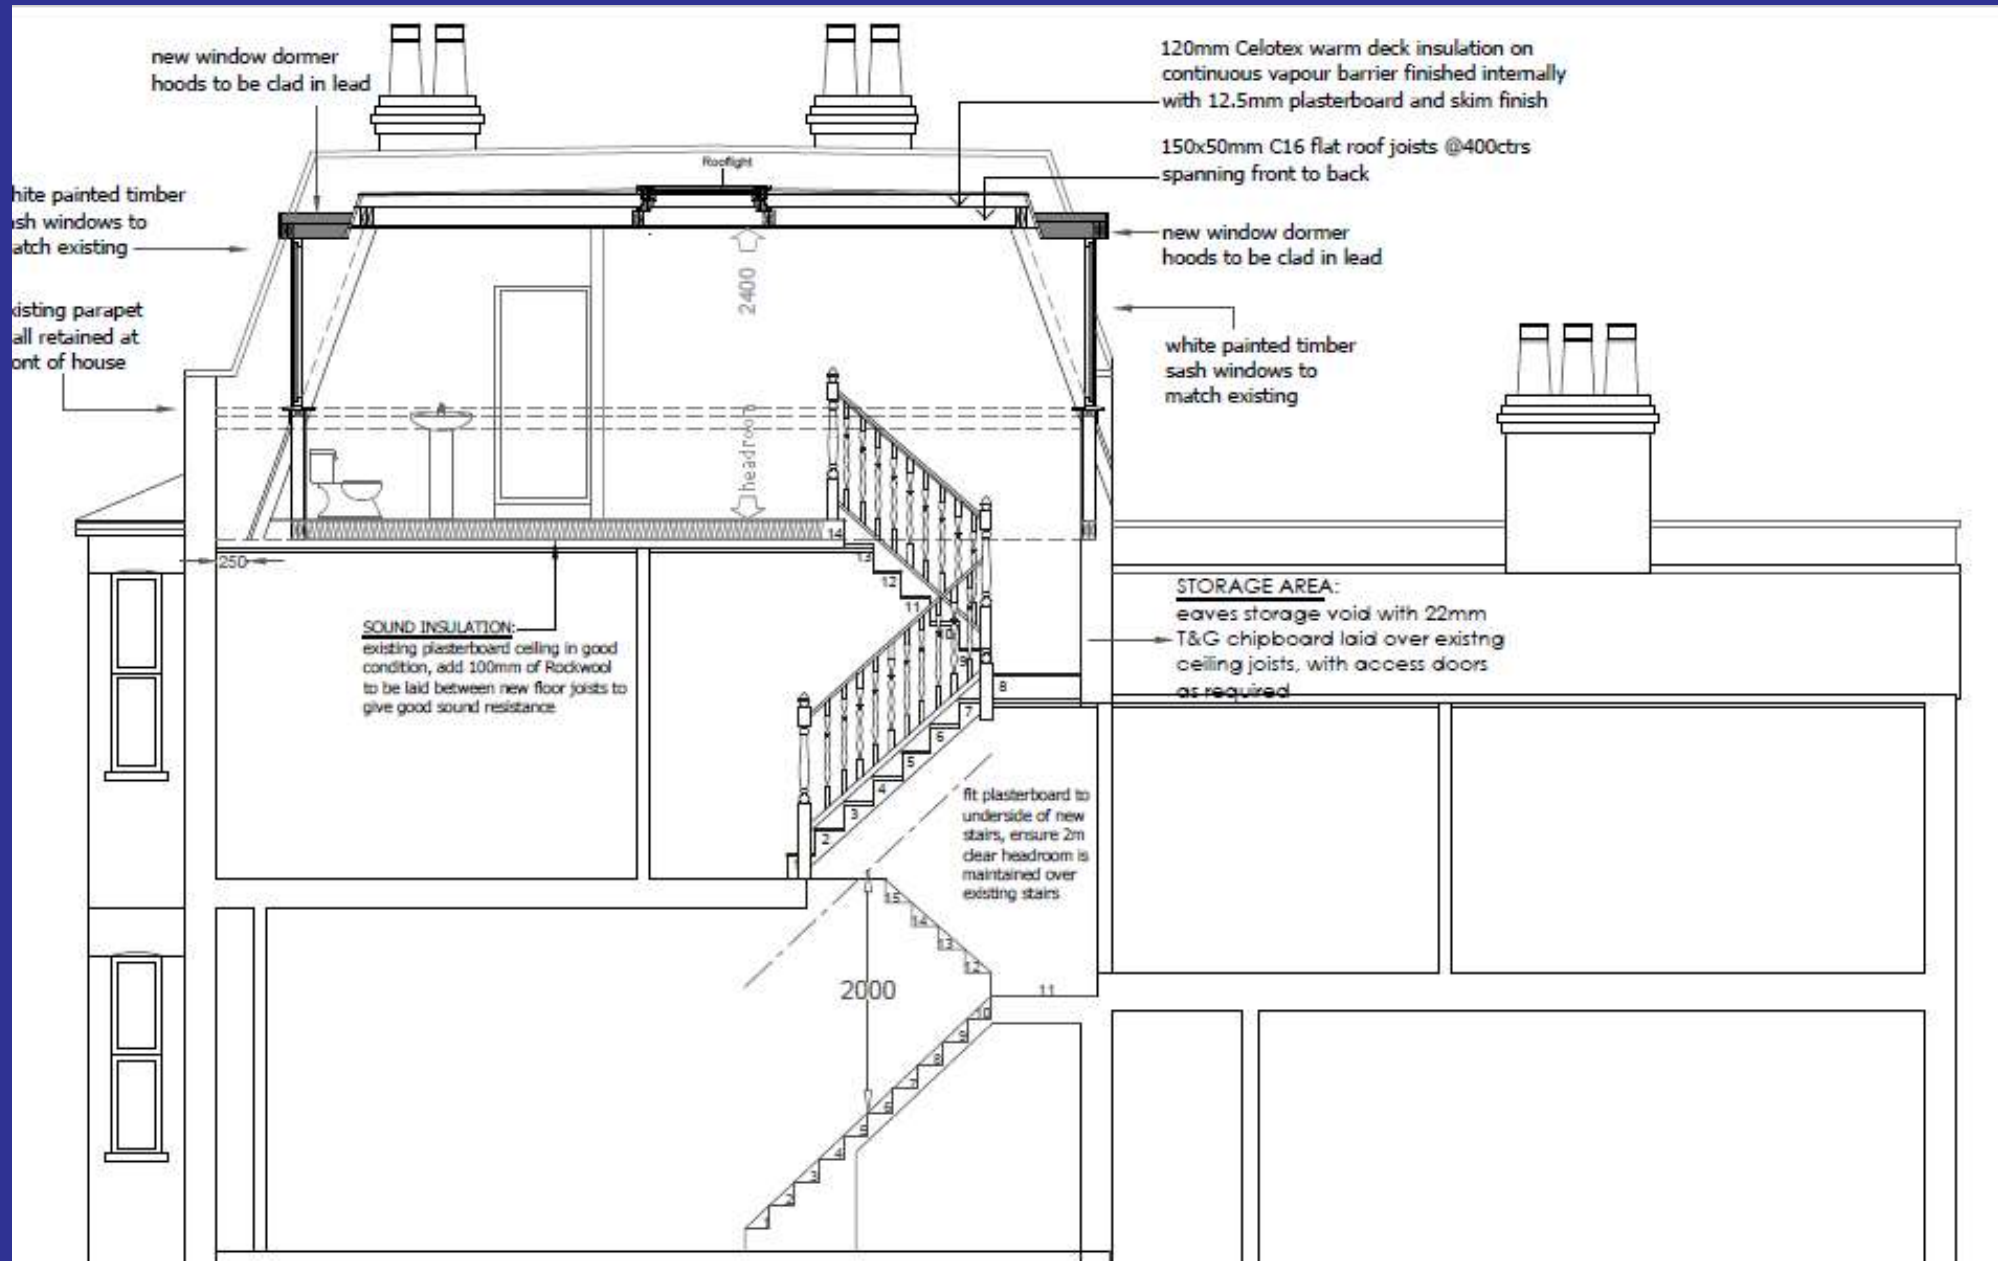 new window dormer
hoods to be clad in lead
hite painted timber
ash windows to
atch existing
xisting parapet
all retained at
ont of house
Rooflight
120mm Celotex warm deck insulation on
continuous vapour barrier finished internally
with 12.5mm plasterboard and skim finish
150x50mm C16 flat roof joists @400ctrs
spanning front to back
new window dormer
hoods to be clad in lead
white painted timber
sash windows to
match existing
2400
headroom
250
SOUND INSULATION:
existing plasterboard ceiling in good
condition, add 100mm of Rockwool
to be laid between new floor joists to
give good sound resistance
STORAGE AREA:
eaves storage void with 22mm
T&G chipboard laid over existng
ceiling joists, with access doors
as required
14
13
12
11
10
9
8
7
6
5
4
3
2
1
fit plasterboard to
underside of new
stairs, ensure 2m
clear headroom is
maintained over
existing stairs
2000
15
14
13
12
11
10
9
8
7
6
5
4
3
2
1